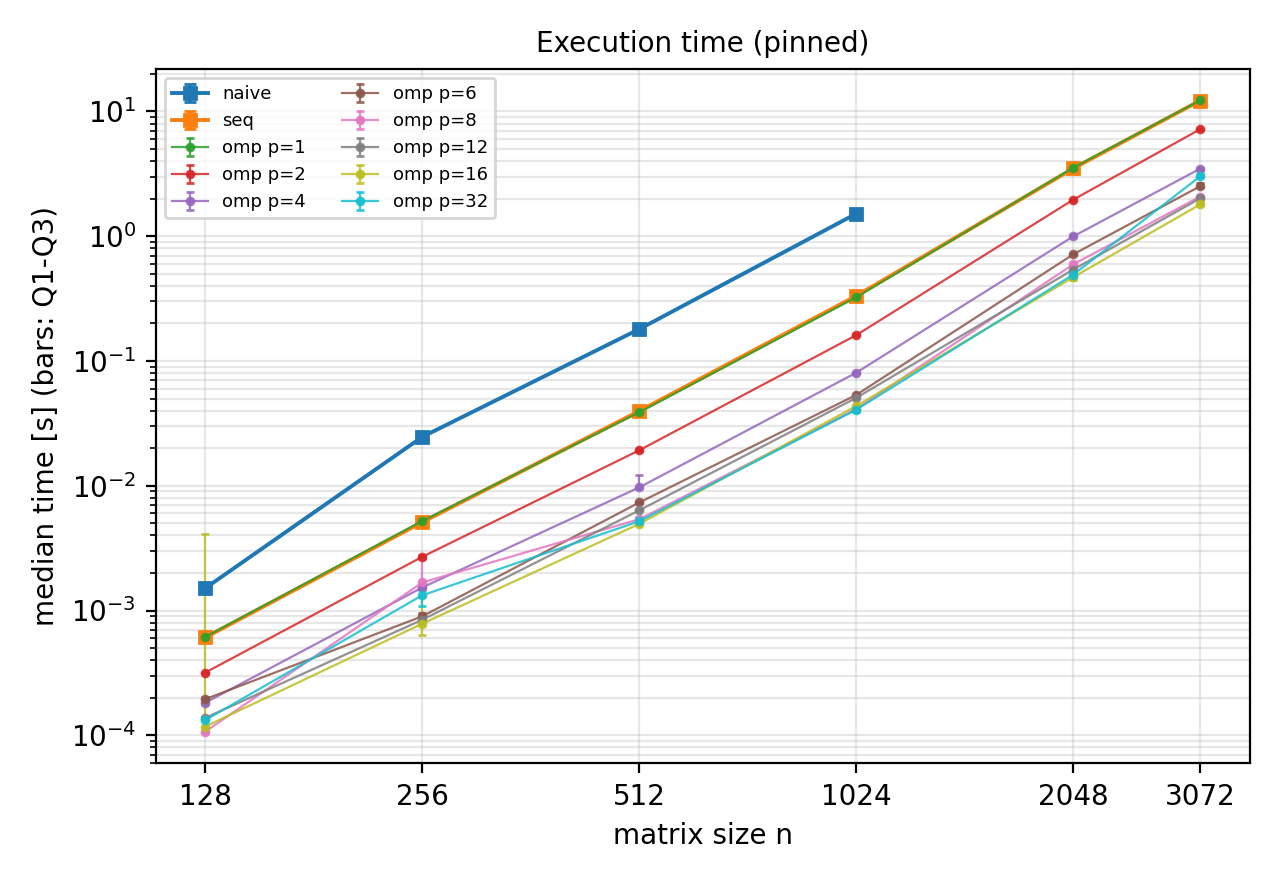 Execution time (pinned)
naive
seq
omp p=1
omp p=2
omp p=4
omp p=6
omp p=8
omp p=12
omp p=16
omp p=32
median time [s] (bars: Q1-Q3)
10¹
10⁰
10⁻¹
10⁻²
10⁻³
10⁻⁴
128 256 512 1024 2048 3072
matrix size n